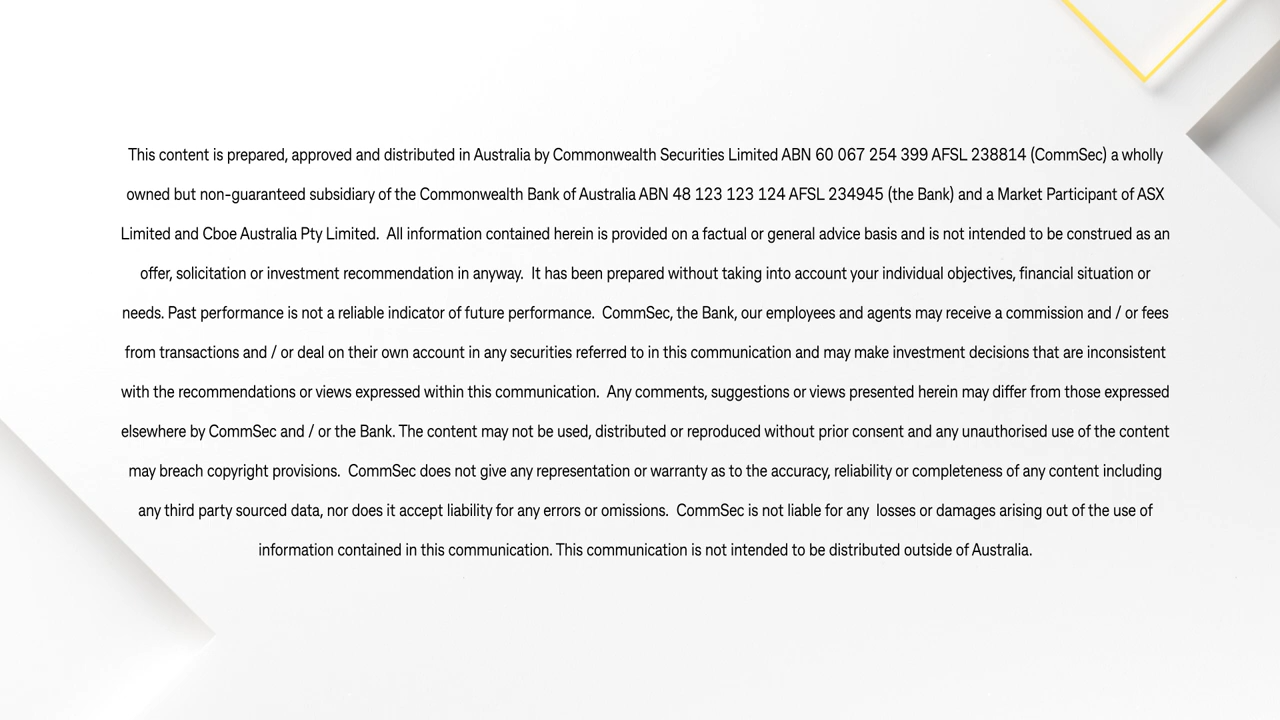 This content is prepared, approved and distributed in Australia by Commonwealth Securities Limited ABN 60 067 254 399 AFSL 238814 (CommSec) a wholly
owned but non-guaranteed subsidiary of the Commonwealth Bank of Australia ABN 48 123 123 124 AFSL 234945 (the Bank) and a Market Participant of ASX
Limited and Cboe Australia Pty Limited.  All information contained herein is provided on a factual or general advice basis and is not intended to be construed as an
offer, solicitation or investment recommendation in anyway.  It has been prepared without taking into account your individual objectives, financial situation or
needs. Past performance is not a reliable indicator of future performance.  CommSec, the Bank, our employees and agents may receive a commission and / or fees
from transactions and / or deal on their own account in any securities referred to in this communication and may make investment decisions that are inconsistent
with the recommendations or views expressed within this communication.  Any comments, suggestions or views presented herein may differ from those expressed
elsewhere by CommSec and / or the Bank. The content may not be used, distributed or reproduced without prior consent and any unauthorised use of the content
may breach copyright provisions.  CommSec does not give any representation or warranty as to the accuracy, reliability or completeness of any content including
any third party sourced data, nor does it accept liability for any errors or omissions.  CommSec is not liable for any  losses or damages arising out of the use of
information contained in this communication. This communication is not intended to be distributed outside of Australia.